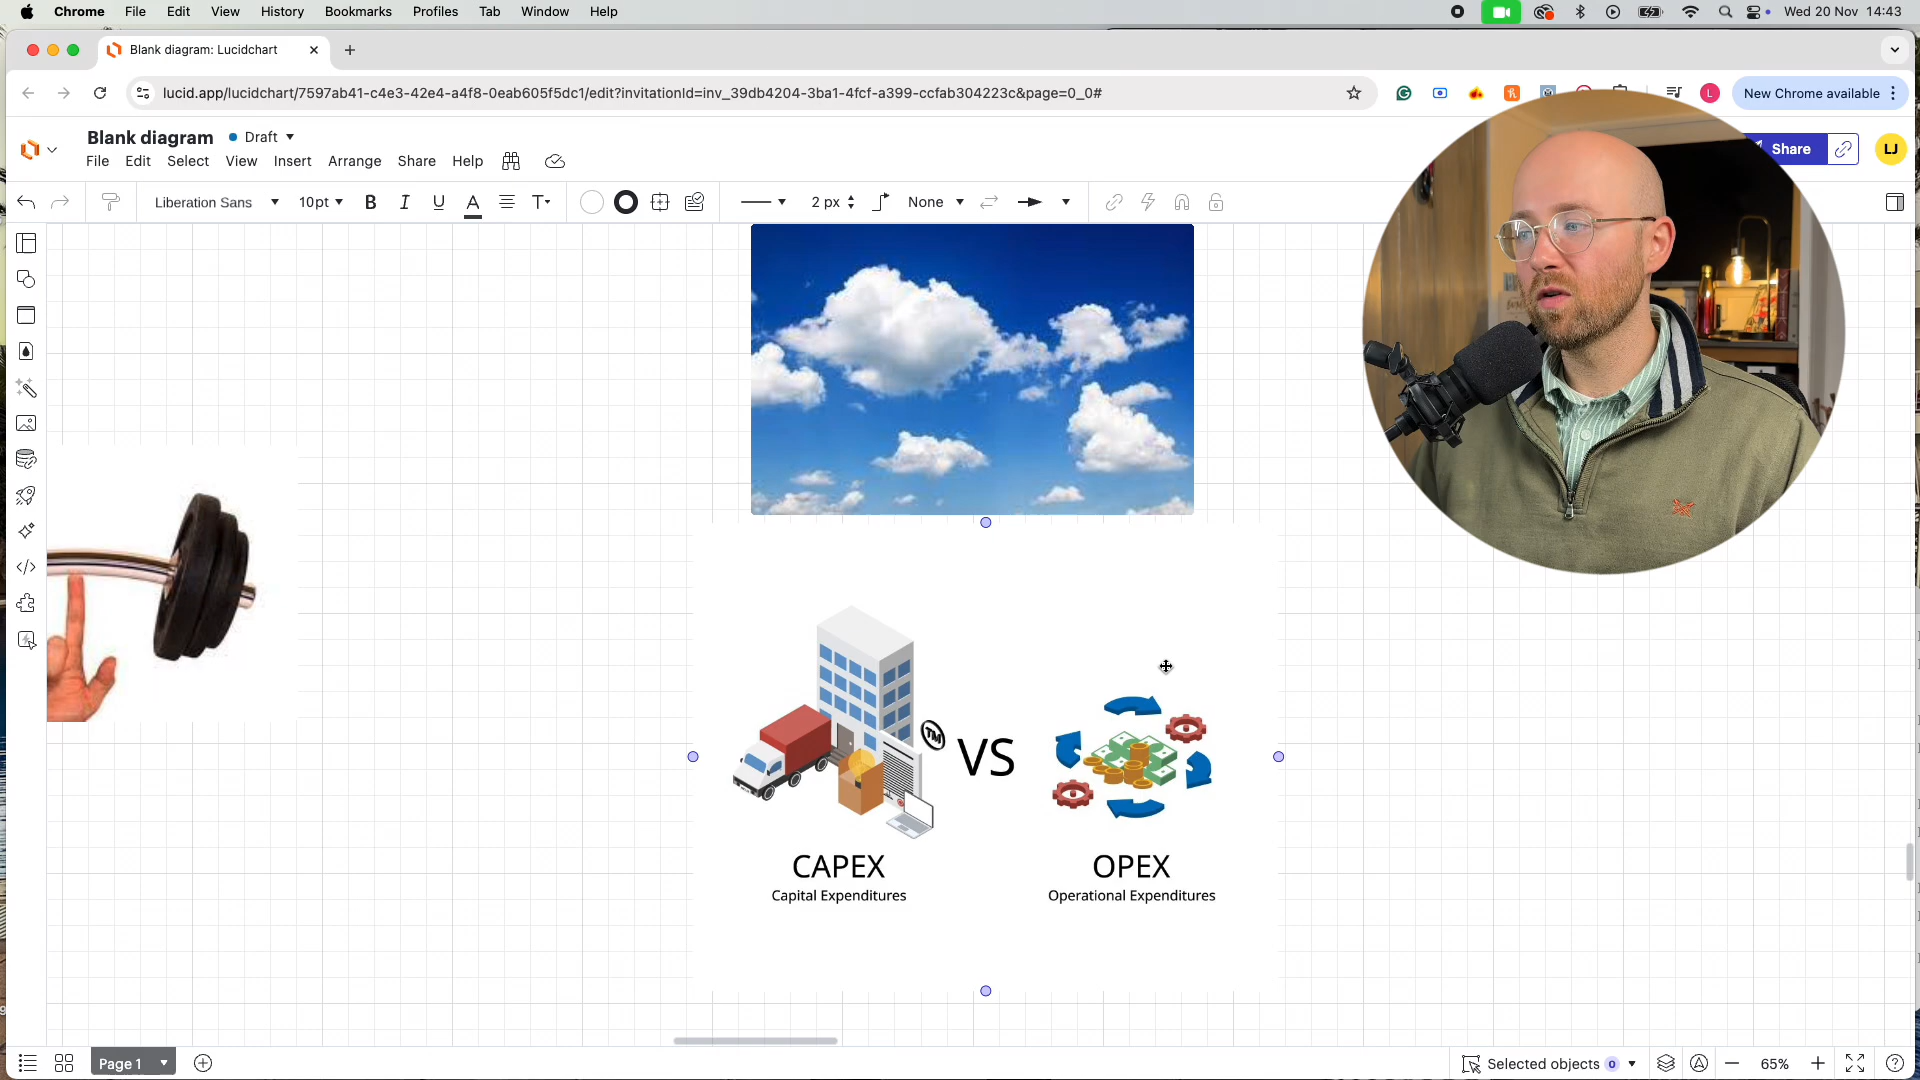 Chrome File Edit View History Bookmarks Profiles Tab Window Help Wed 20 Nov 14:43
Blank diagram: Lucidchart
lucid.app/lucidchart/7597ab41-c4e3-42e4-a4f8-0eab605f5dc1/edit?invitationId=inv_39db4204-3ba1-4fcf-a399-ccfab304223c&page=0_0# L New Chrome available
Blank diagram Draft
File Edit Select View Insert Arrange Share Help
Share LJ
Liberation Sans 10pt B I U A T 2 px None
TM
VS
CAPEX OPEX
Capital Expenditures Operational Expenditures
Page 1 Selected objects 0 65%